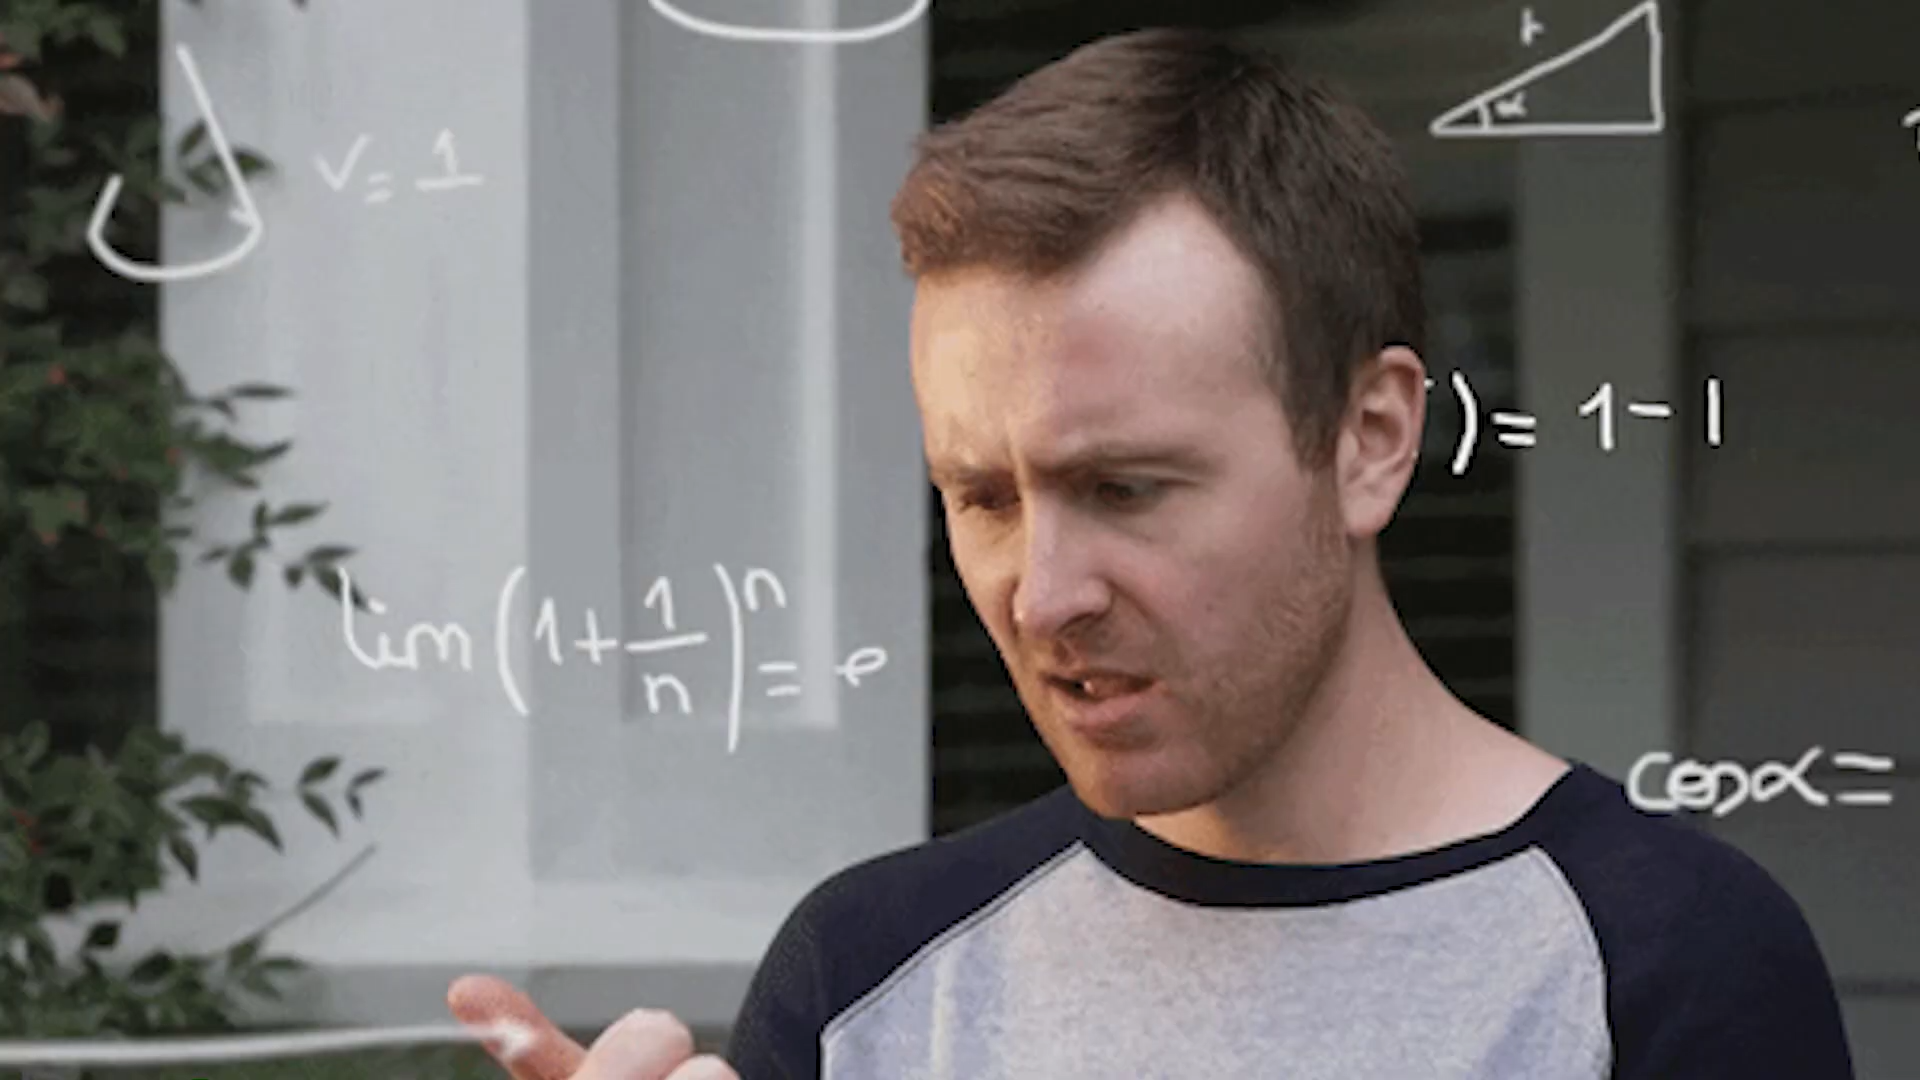 r
α
v = 1
) = 1 - 1
lim (1 + 1/n)^n = e
cos α =